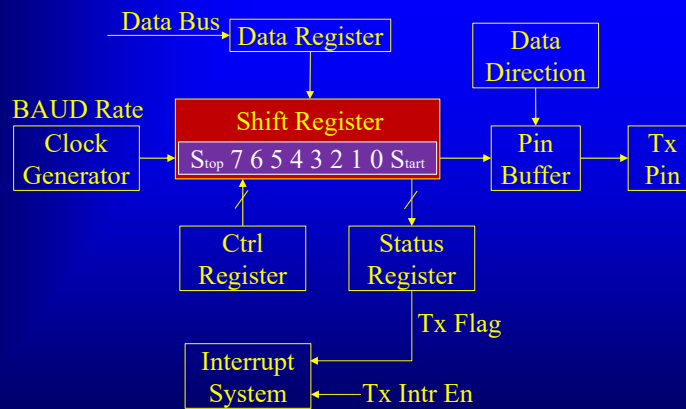 Data Bus
Data Register
Data
Direction
BAUD Rate
Clock
Generator
Shift Register
Stop 7 6 5 4 3 2 1 0 Start
Pin
Buffer
Tx
Pin
Ctrl
Register
Status
Register
Tx Flag
Interrupt
System
Tx Intr En